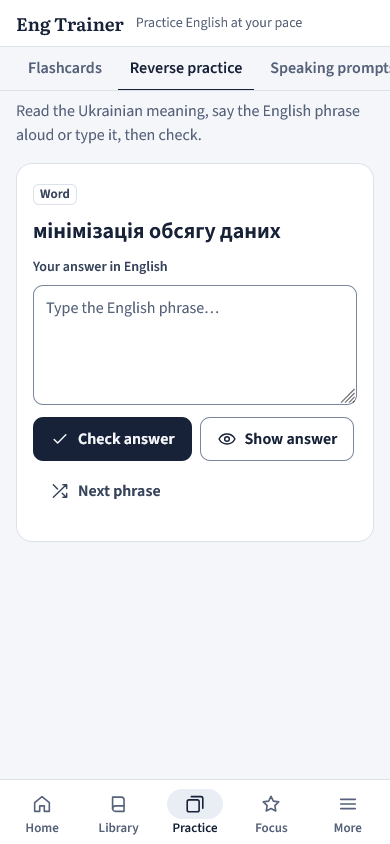 Eng Trainer Practice English at your pace
Flashcards Reverse practice Speaking prompts
Read the Ukrainian meaning, say the English phrase
aloud or type it, then check.
Word
мінімізація обсягу даних
Your answer in English
Type the English phrase…
Check answer Show answer
Next phrase
Home Library Practice Focus More